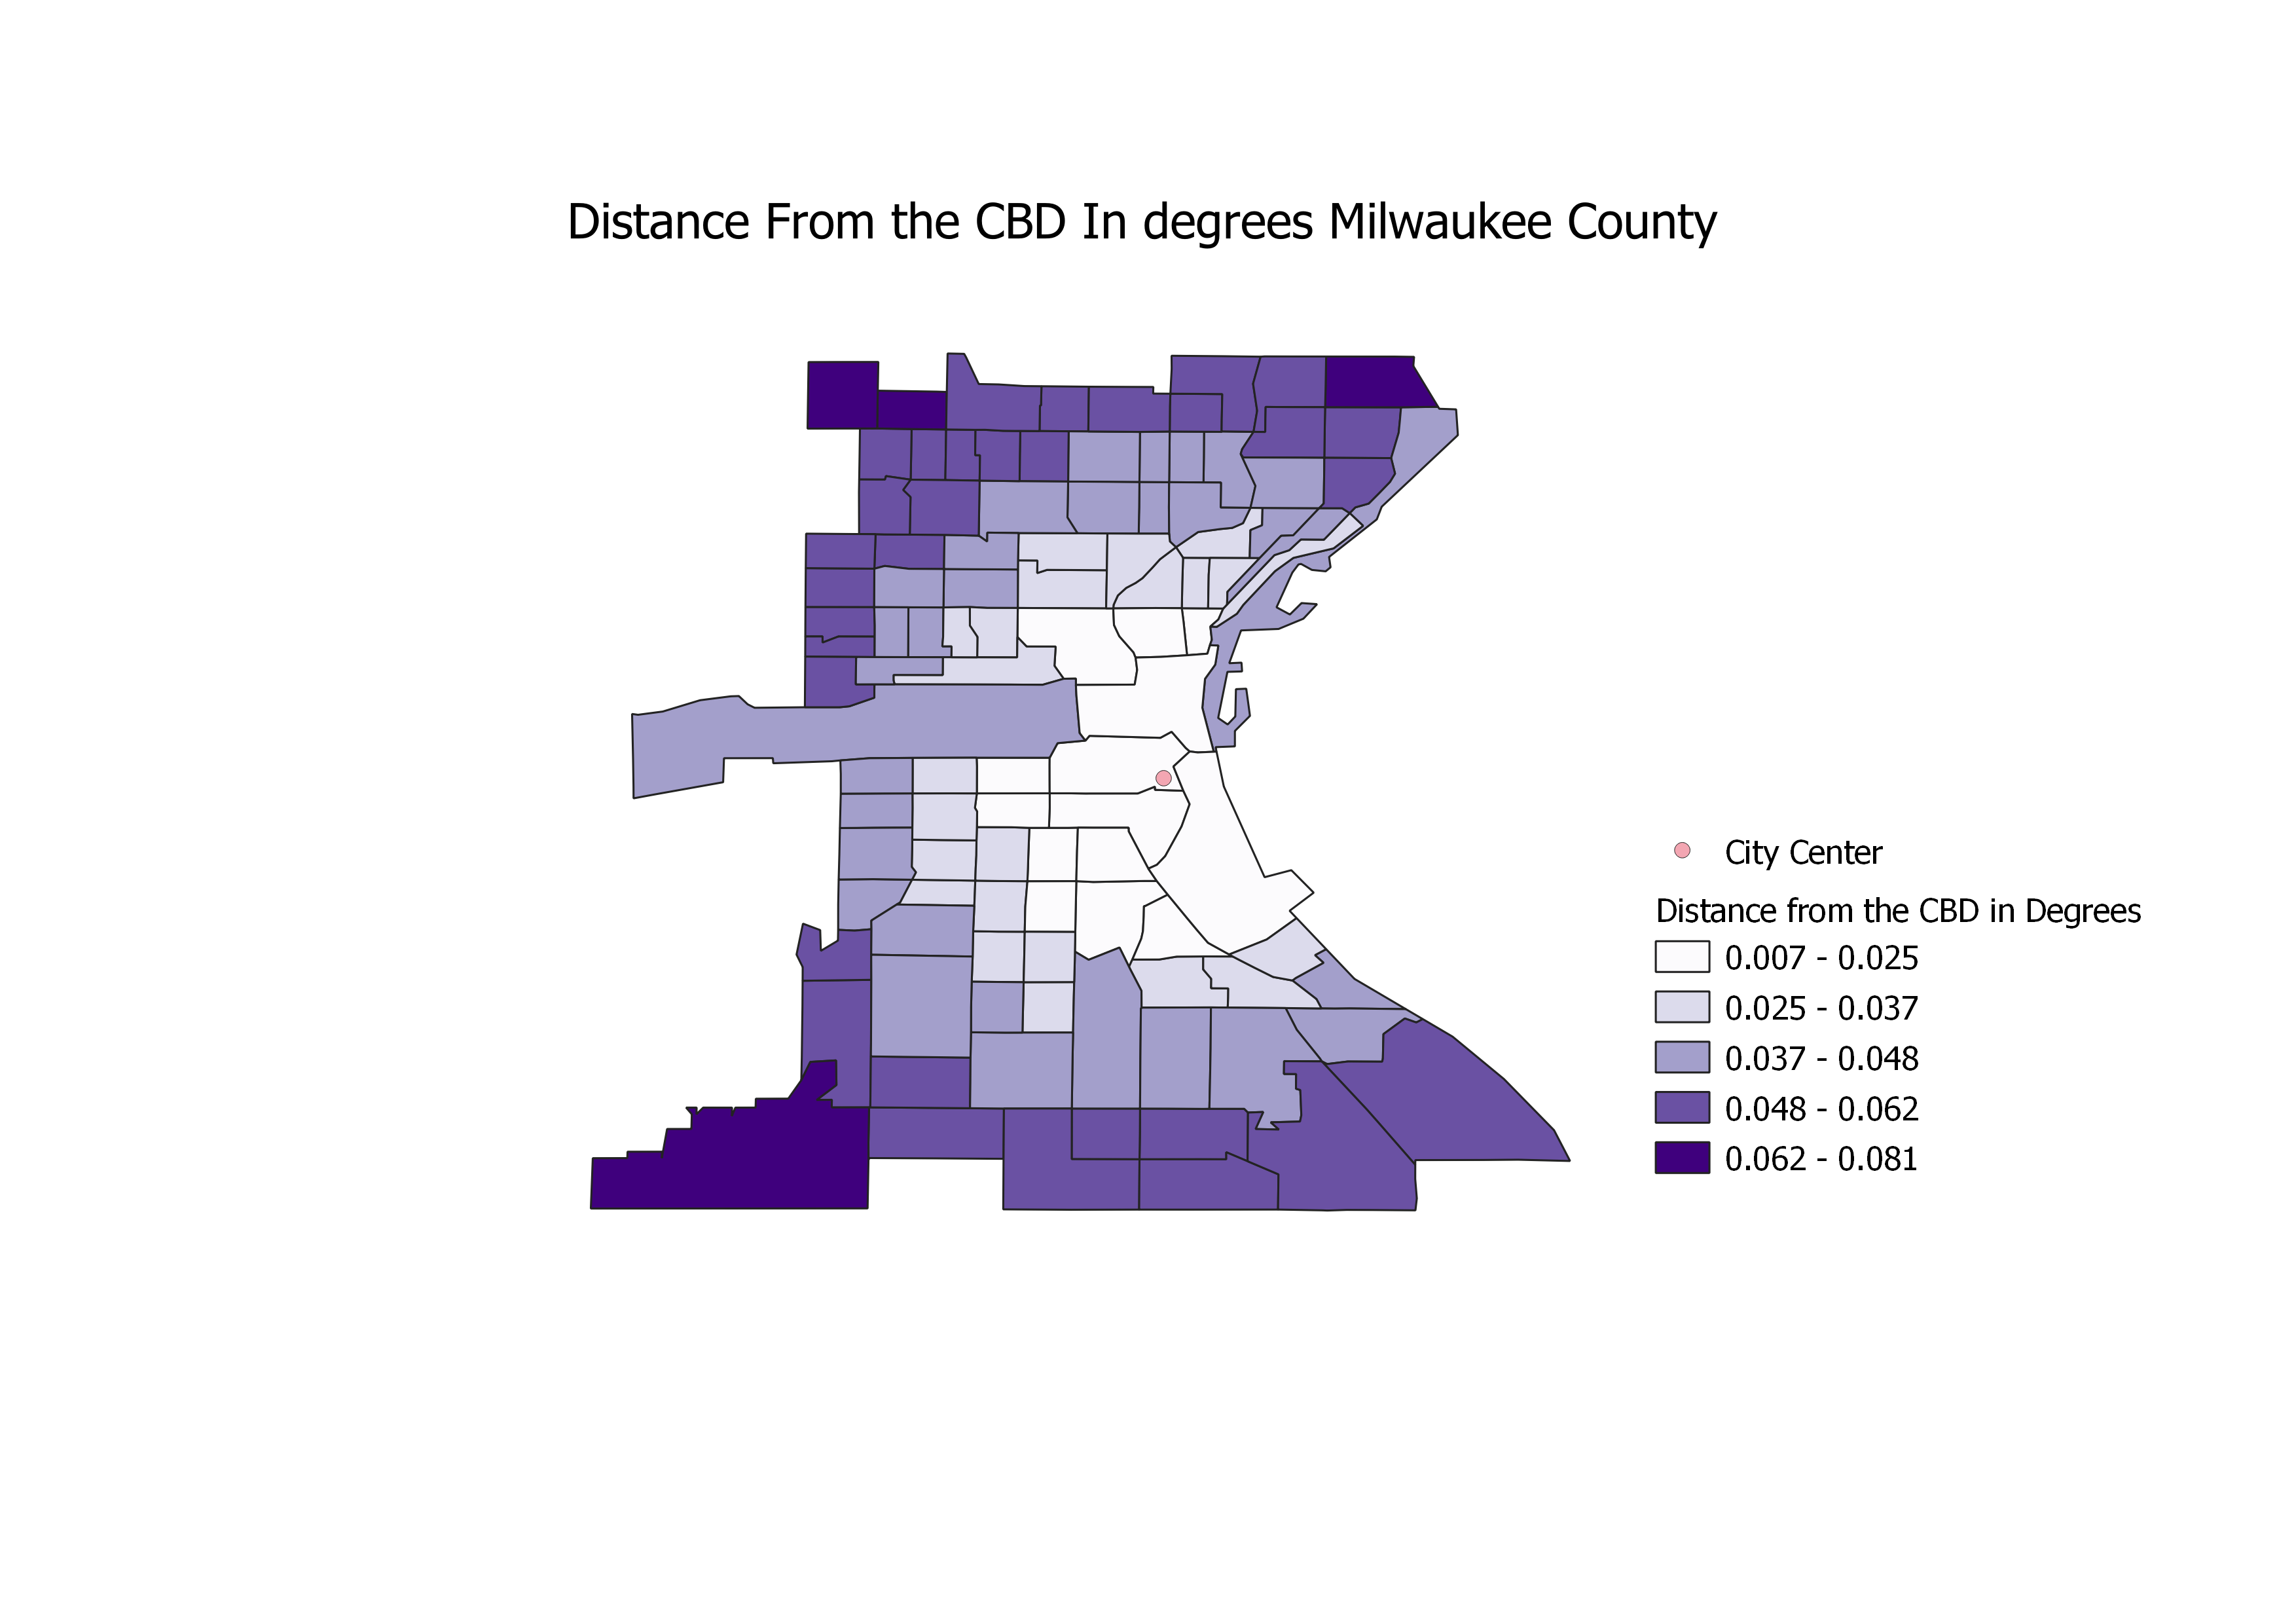 Distance From the CBD In degrees Milwaukee County
City Center
Distance from the CBD in Degrees
0.007 - 0.025
0.025 - 0.037
0.037 - 0.048
0.048 - 0.062
0.062 - 0.081